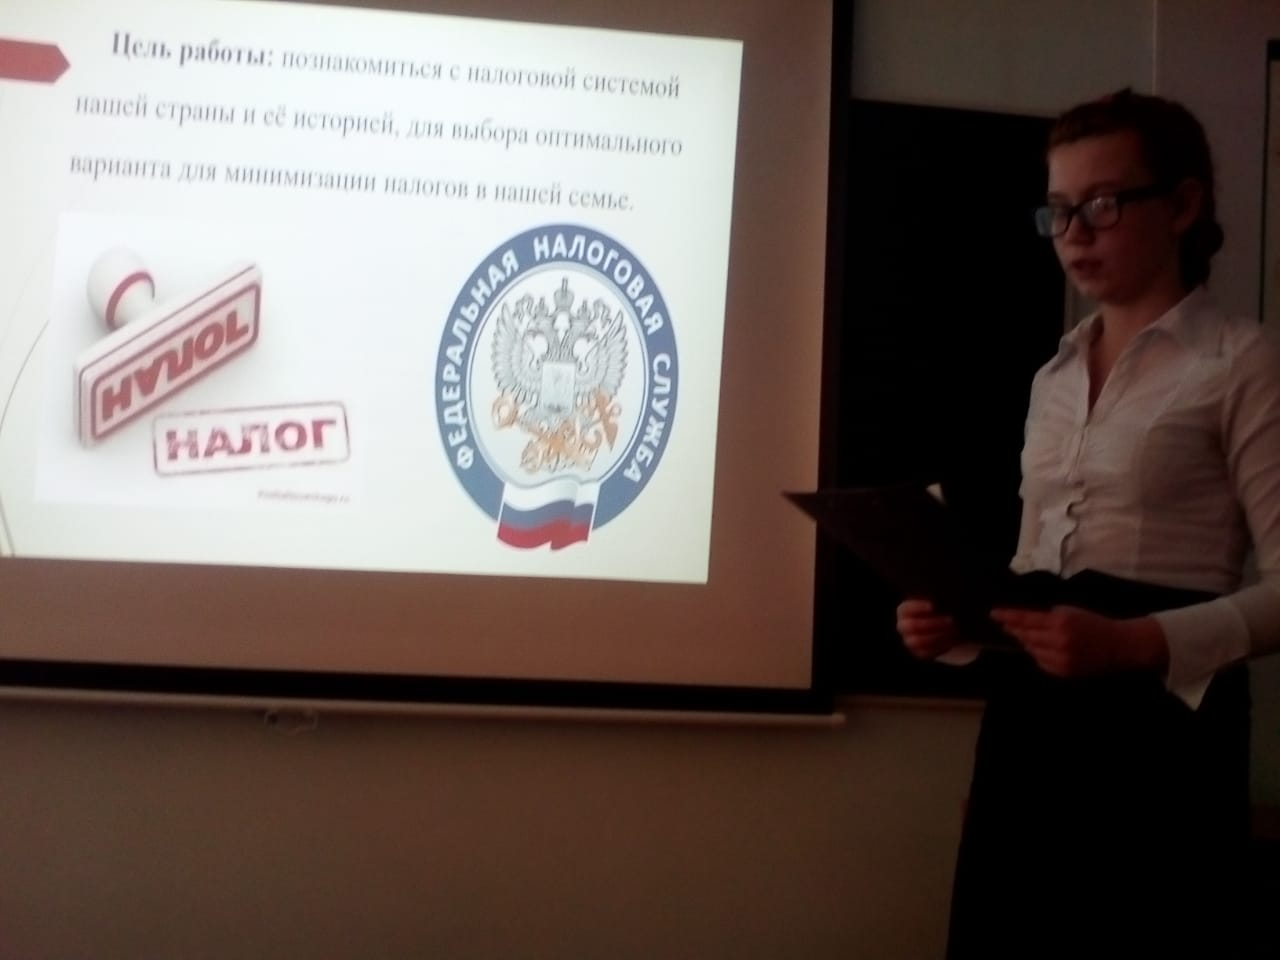 Цель работы: познакомиться с налоговой системой
нашей страны и её историей, для выбора оптимального
варианта для минимизации налогов в нашей семье.
НАЛОГ
НАЛОГ
ФЕДЕРАЛЬНАЯ НАЛОГОВАЯ СЛУЖБА